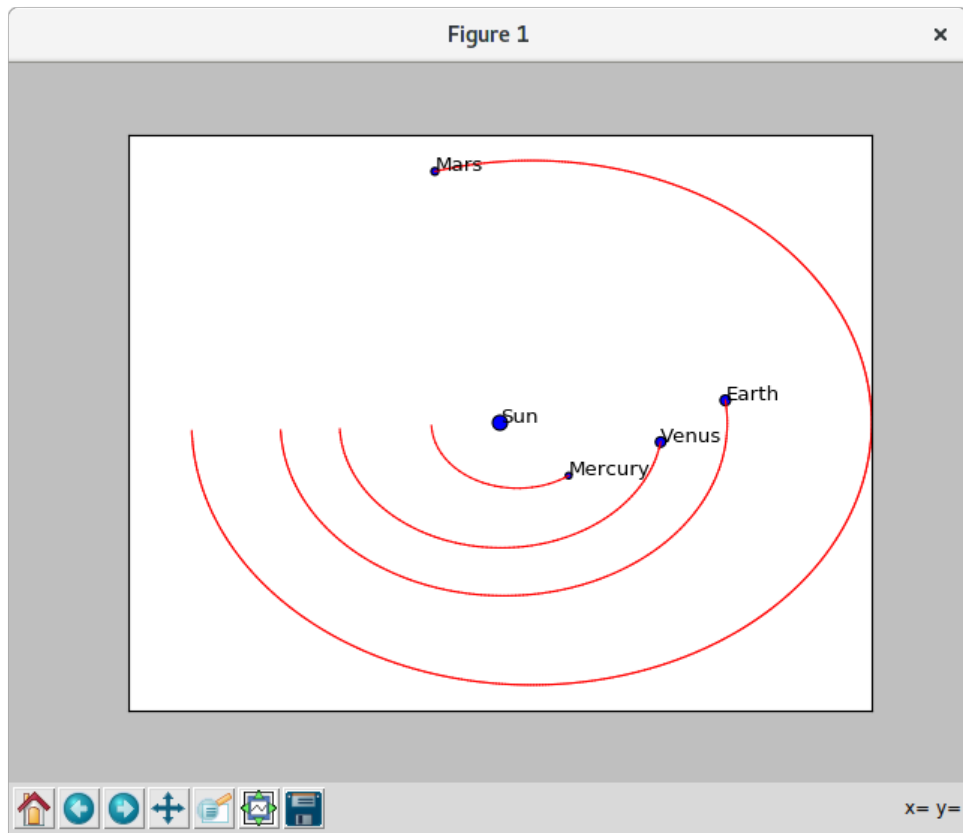 Figure 1
Mars
Earth
Sun
Venus
Mercury
x= y=